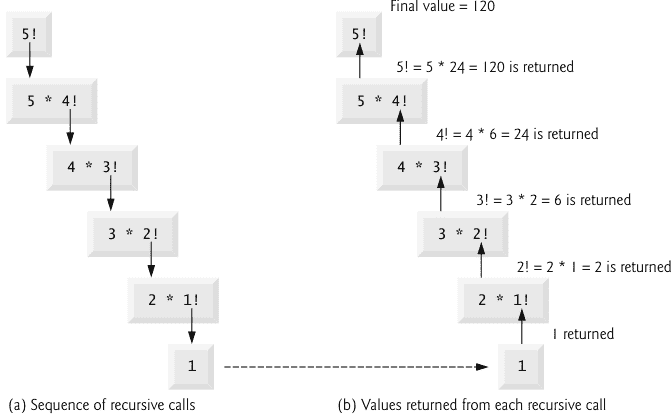 5!
5 * 4!
4 * 3!
3 * 2!
2 * 1!
1
(a) Sequence of recursive calls
Final value = 120
5!
5! = 5 * 24 = 120 is returned
5 * 4!
4! = 4 * 6 = 24 is returned
4 * 3!
3! = 3 * 2 = 6 is returned
3 * 2!
2! = 2 * 1 = 2 is returned
2 * 1!
1 returned
1
(b) Values returned from each recursive call